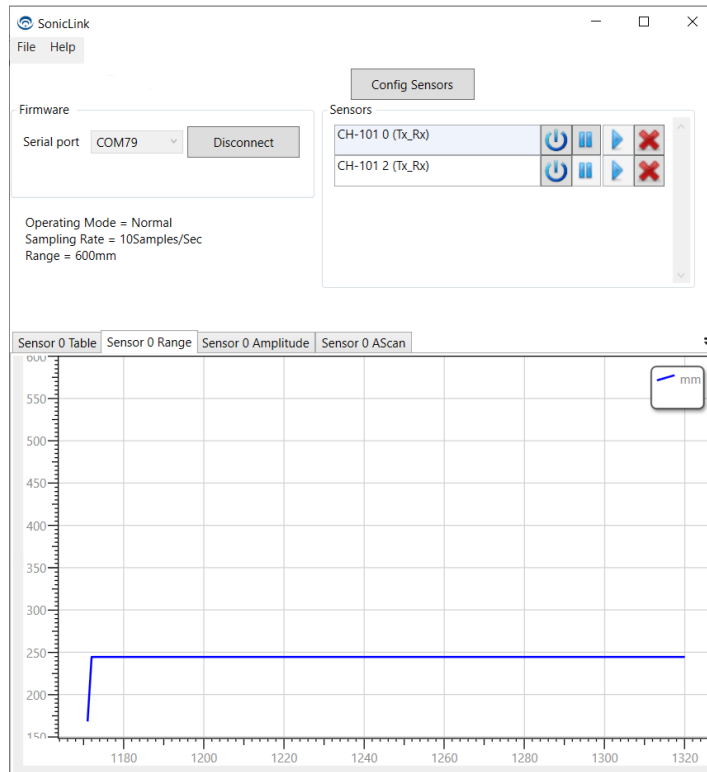 SonicLink
File Help
Config Sensors
Firmware
Serial port COM79 Disconnect
Sensors
CH-101 0 (Tx_Rx)
CH-101 2 (Tx_Rx)
Operating Mode = Normal
Sampling Rate = 10Samples/Sec
Range = 600mm
Sensor 0 Table Sensor 0 Range Sensor 0 Amplitude Sensor 0 AScan
mm
600
550
500
450
400
350
300
250
200
150
1180 1200 1220 1240 1260 1280 1300 1320